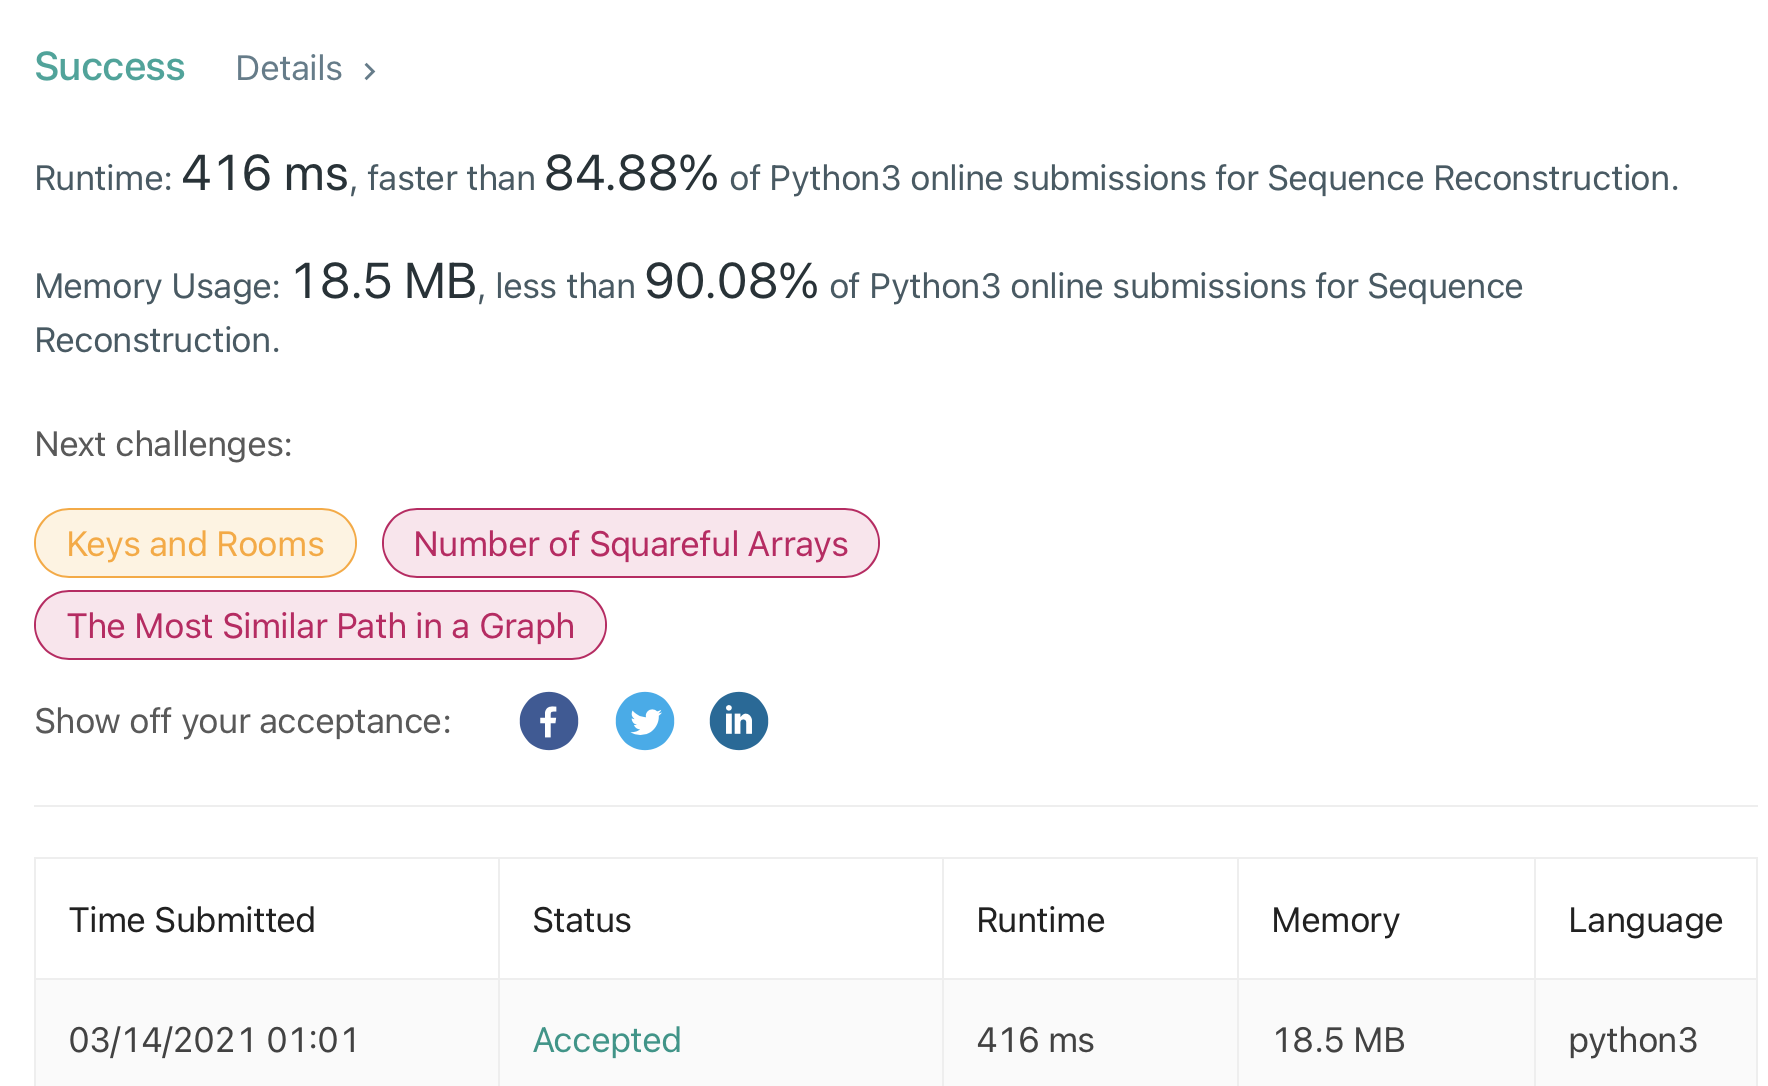 Success Details >
Runtime: 416 ms, faster than 84.88% of Python3 online submissions for Sequence Reconstruction.
Memory Usage: 18.5 MB, less than 90.08% of Python3 online submissions for Sequence
Reconstruction.
Next challenges:
Keys and Rooms Number of Squareful Arrays
The Most Similar Path in a Graph
Show off your acceptance: f in
Time Submitted Status Runtime Memory Language
03/14/2021 01:01 Accepted 416 ms 18.5 MB python3